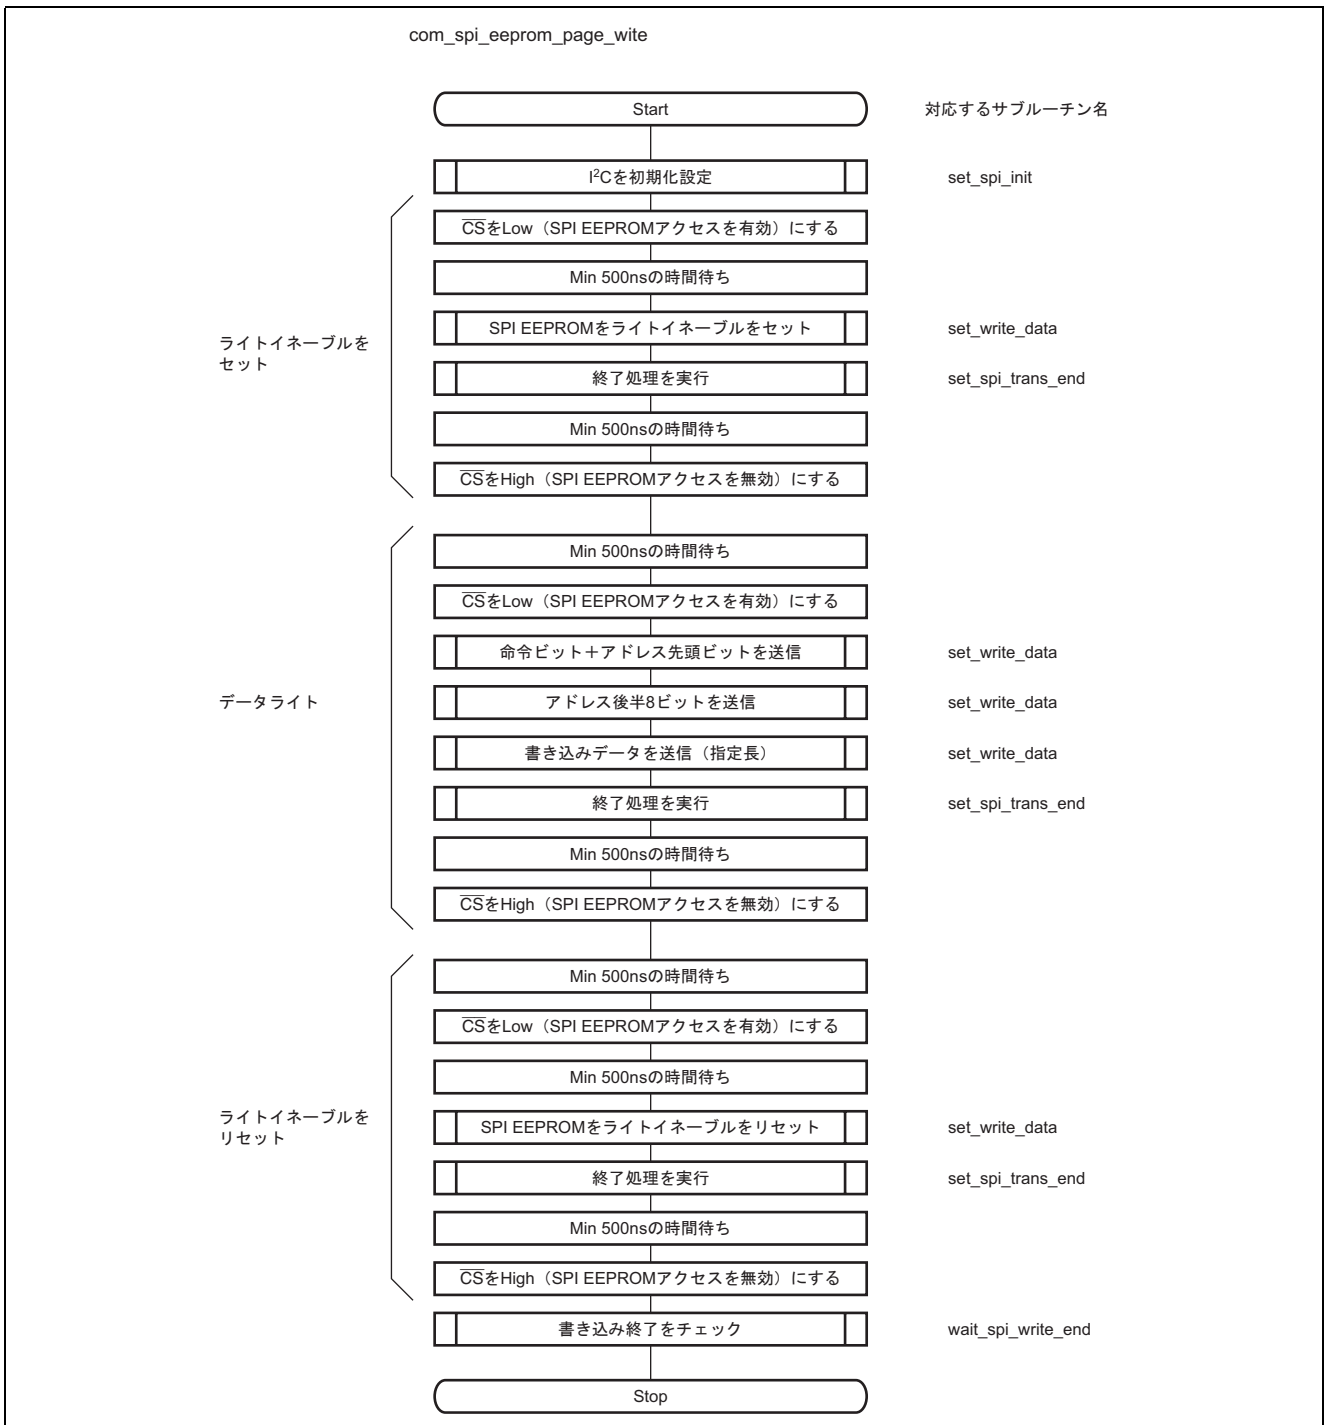 com_spi_eeprom_page_wite
Start
対応するサブルーチン名
I²Cを初期化設定
set_spi_init
CSをLow（SPI EEPROMアクセスを有効）にする
Min 500nsの時間待ち
SPI EEPROMをライトイネーブルをセット
set_write_data
ライトイネーブルを
セット
終了処理を実行
set_spi_trans_end
Min 500nsの時間待ち
CSをHigh（SPI EEPROMアクセスを無効）にする
Min 500nsの時間待ち
CSをLow（SPI EEPROMアクセスを有効）にする
命令ビット＋アドレス先頭ビットを送信
set_write_data
データライト
アドレス後半8ビットを送信
set_write_data
書き込みデータを送信（指定長）
set_write_data
終了処理を実行
set_spi_trans_end
Min 500nsの時間待ち
CSをHigh（SPI EEPROMアクセスを無効）にする
Min 500nsの時間待ち
CSをLow（SPI EEPROMアクセスを有効）にする
Min 500nsの時間待ち
ライトイネーブルを
リセット
SPI EEPROMをライトイネーブルをリセット
set_write_data
終了処理を実行
set_spi_trans_end
Min 500nsの時間待ち
CSをHigh（SPI EEPROMアクセスを無効）にする
書き込み終了をチェック
wait_spi_write_end
Stop